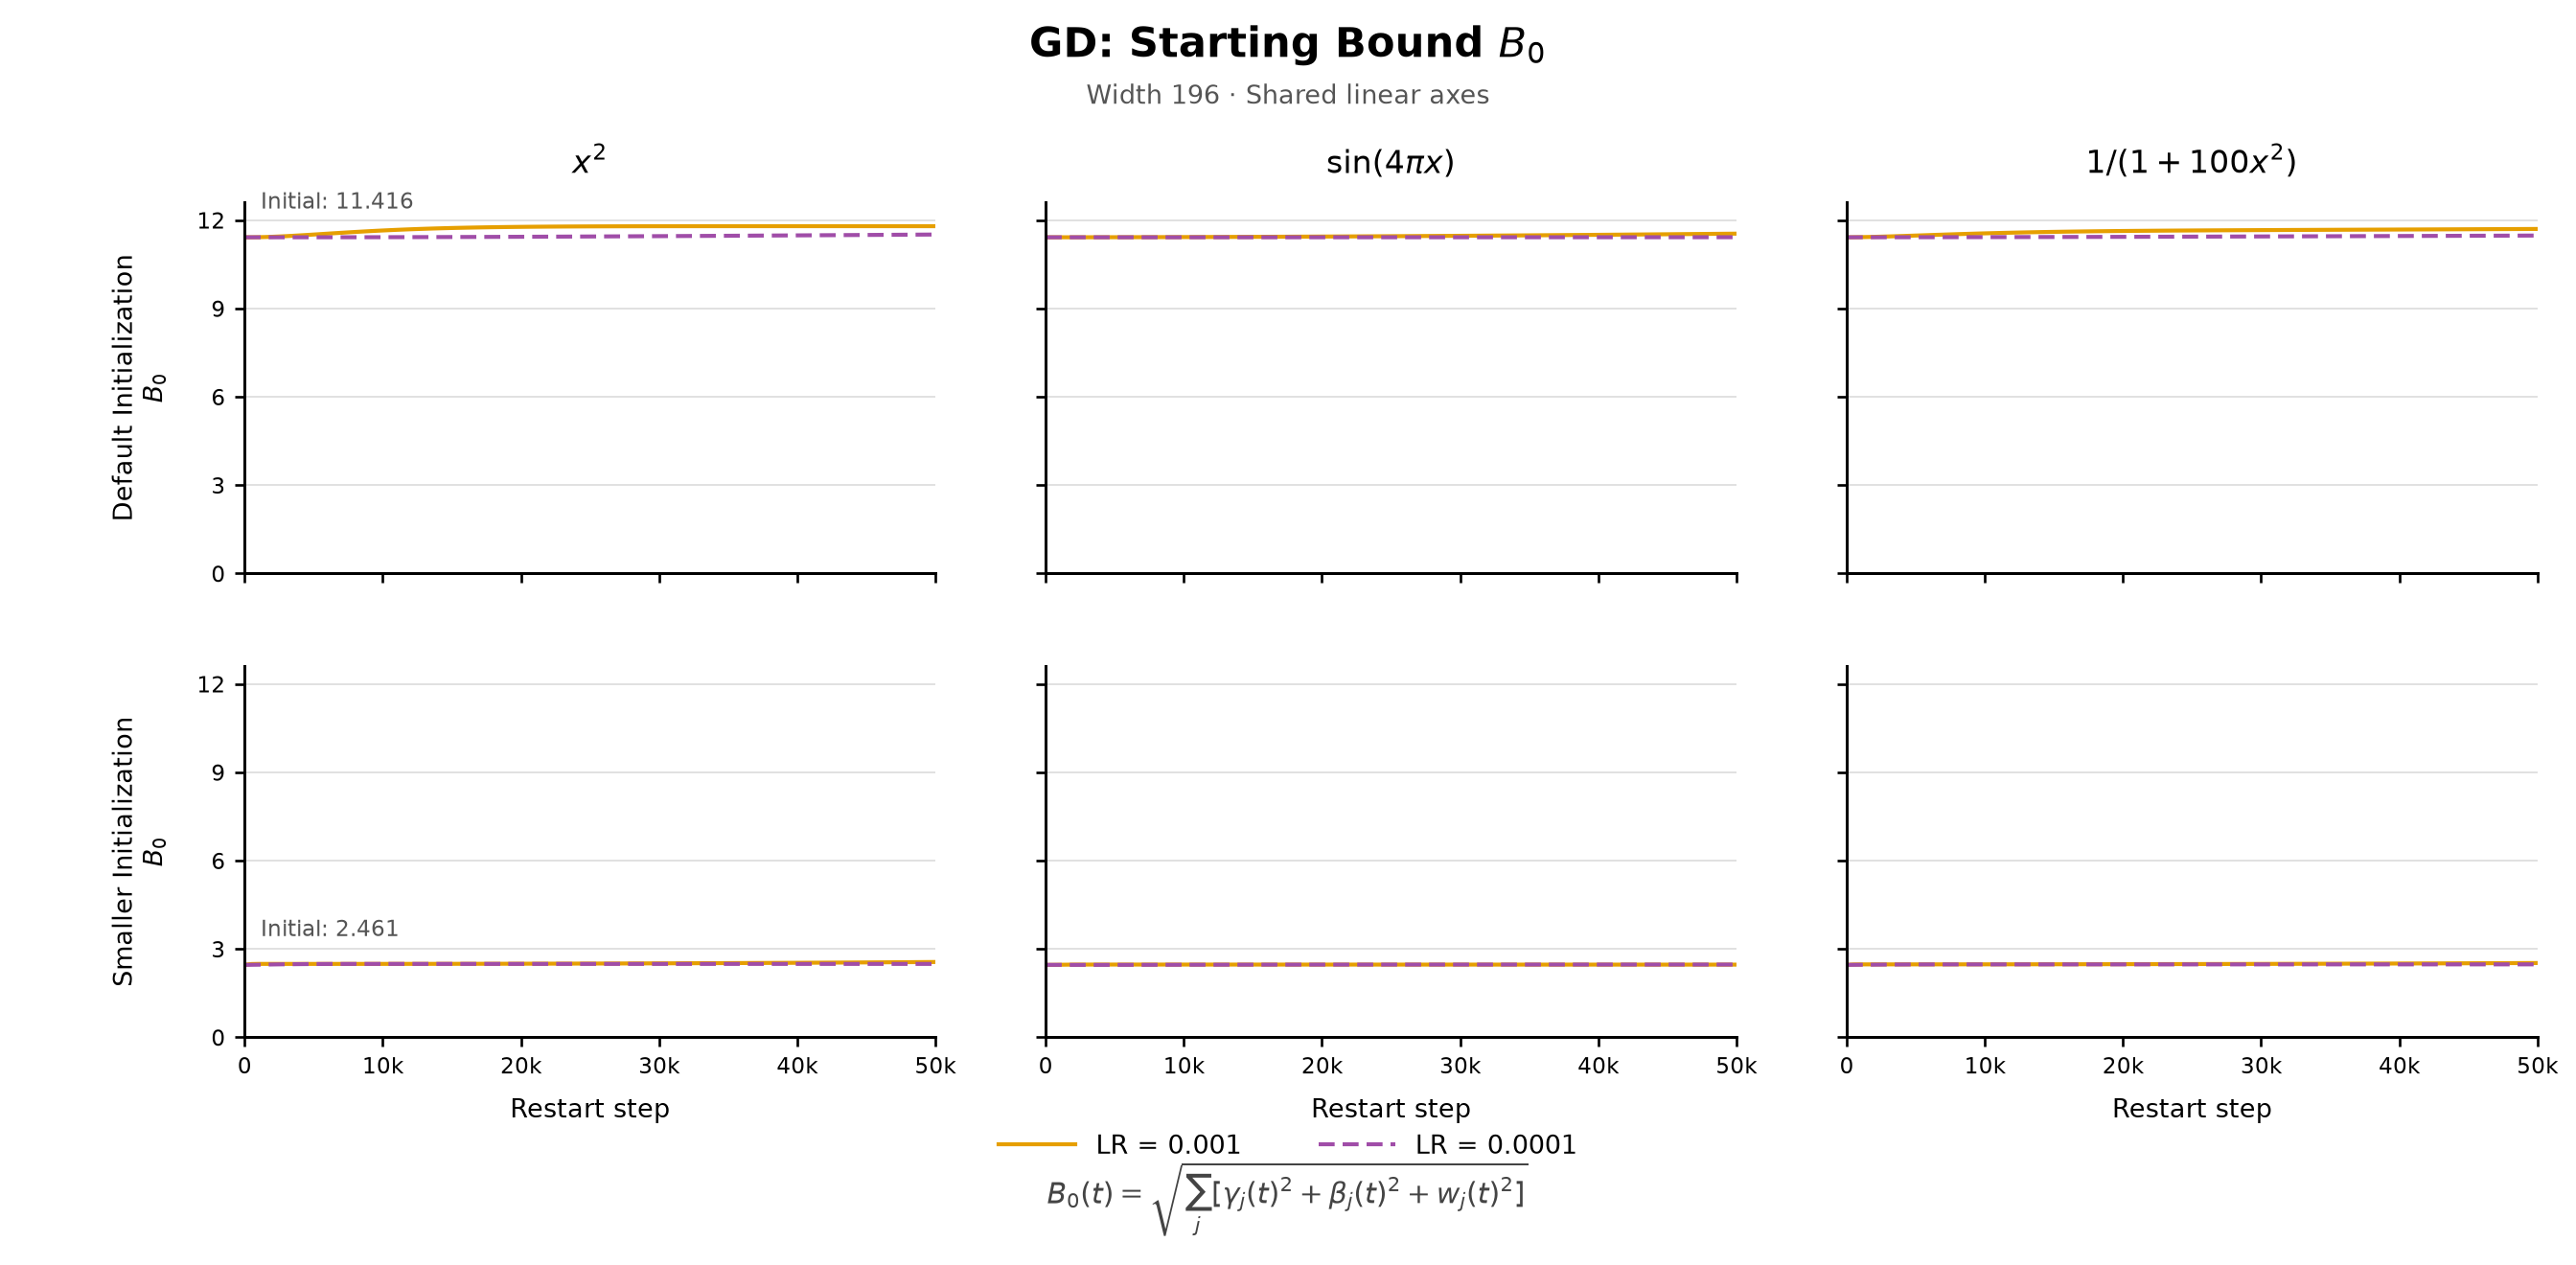 GD: Starting Bound B₀
Width 196 · Shared linear axes
x²
sin(4πx)
1/(1 + 100x²)
Default Initialization
B₀
Initial: 11.416
12
9
6
3
0
Smaller Initialization
B₀
12
9
6
Initial: 2.461
3
0
0 10k 20k 30k 40k 50k
0 10k 20k 30k 40k 50k
0 10k 20k 30k 40k 50k
Restart step
Restart step
Restart step
LR = 0.001
LR = 0.0001
B₀(t) = √∑ⱼ[γⱼ(t)² + βⱼ(t)² + wⱼ(t)²]